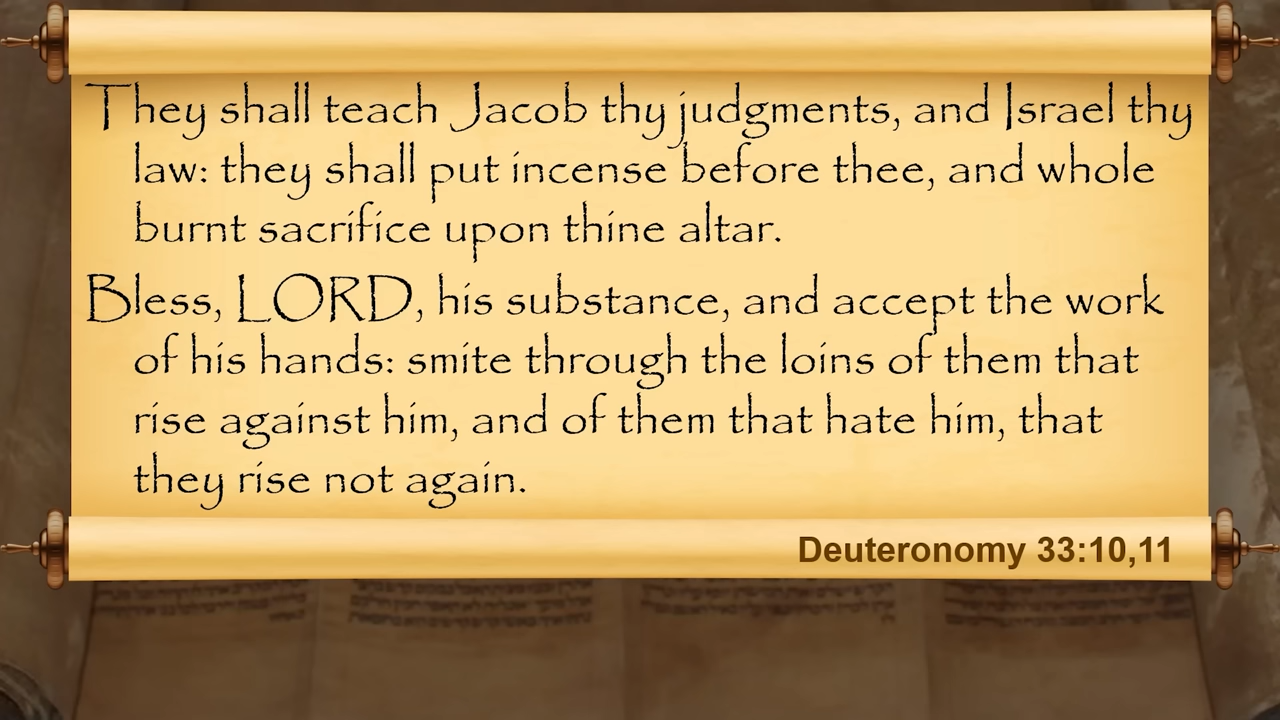 They shall teach Jacob thy judgments, and Israel thy
law: they shall put incense before thee, and whole
burnt sacrifice upon thine altar.
Bless, LORD, his substance, and accept the work
of his hands: smite through the loins of them that
rise against him, and of them that hate him, that
they rise not again.
Deuteronomy 33:10,11